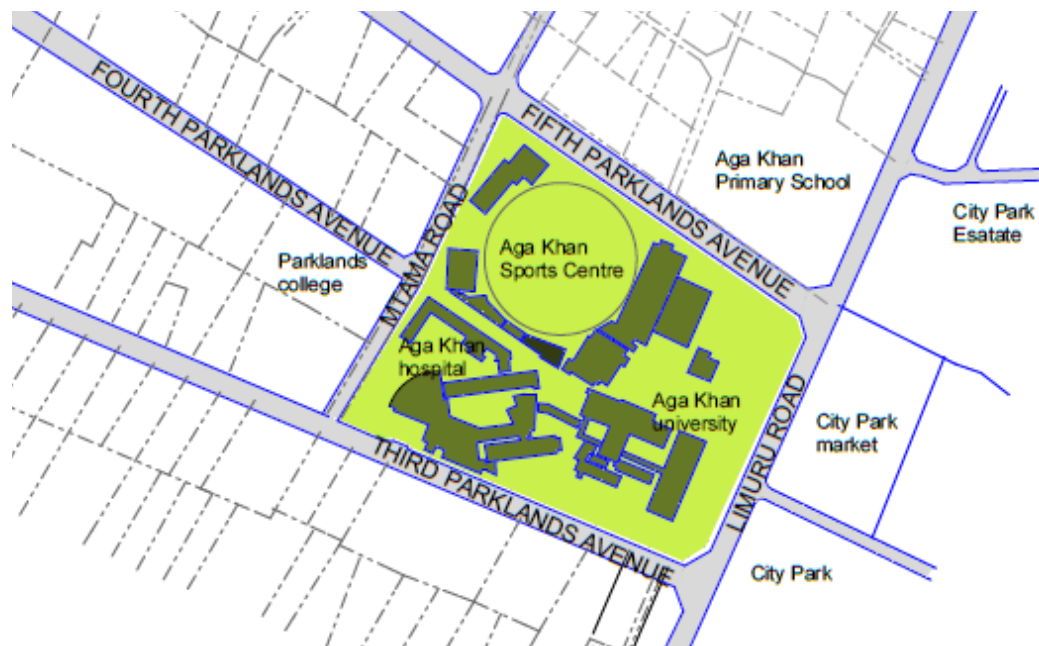 FOURTH PARKLANDS AVENUE
FIFTH PARKLANDS AVENUE
Aga Khan
Primary School
City Park
Esatate
MTAMA ROAD
Aga Khan
Sports Centre
Parklands
college
Aga Khan
hospital
Aga Khan
university
LIMURU ROAD
City Park
market
THIRD PARKLANDS AVENUE
City Park